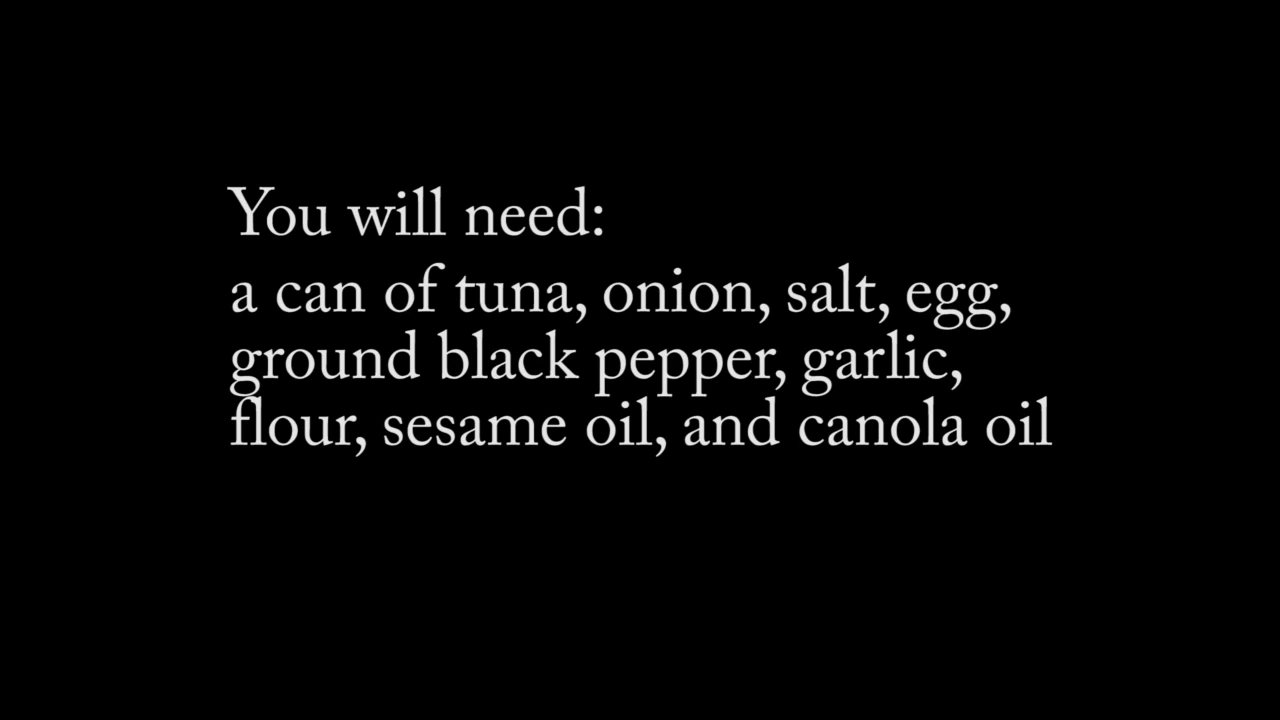 You will need:
a can of tuna, onion, salt, egg,
ground black pepper, garlic,
flour, sesame oil, and canola oil